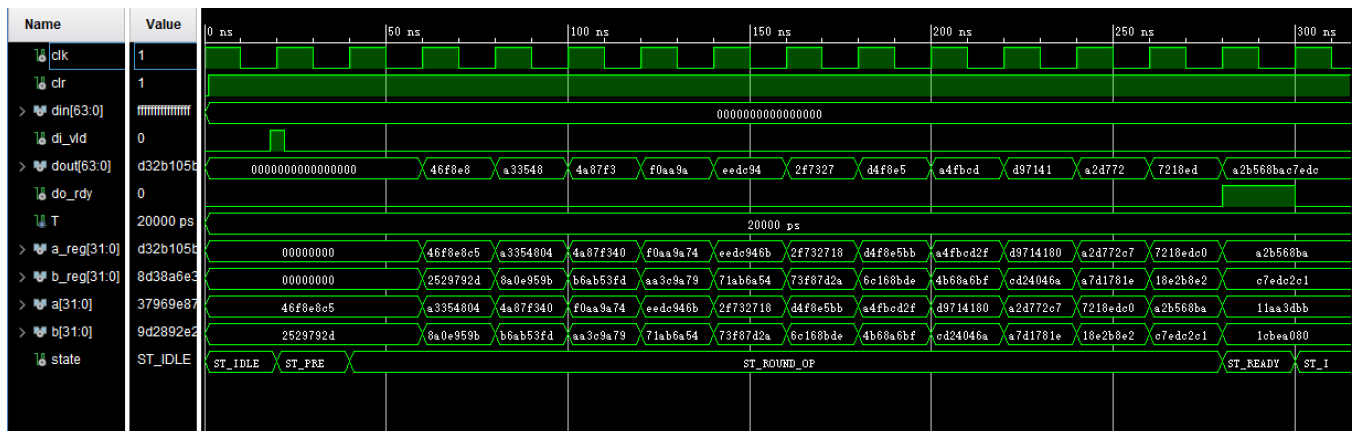 Name Value 0 ns 50 ns 100 ns 150 ns 200 ns 250 ns 300 ns
clk 1
clr 1
din[63:0] ffffffffffffffff 0000000000000000
di_vld 0
dout[63:0] d32b105b 0000000000000000 46f8e8 a33548 4a87f3 f0aa9a eedc94 2f7327 d4f8e5 a4fbcd d97141 a2d772 7218ed a2b568bac7edc
do_rdy 0
T 20000 ps 20000 ps
a_reg[31:0] d32b105b 00000000 46f8e8c5 a3354804 4a87f340 f0aa9a74 eedc946b 2f732718 d4f8e5bb a4fbcd2f d9714180 a2d772c7 7218edc0 a2b568ba
b_reg[31:0] 8d38a6e3 00000000 2529792d 8a0e959b b6ab53fd aa3c9a79 71ab6a54 73f87d2a 6c168bde 4b68a6bf cd24046a a7d1781e 18e2b8e2 c7edc2c1
a[31:0] 37969e87 46f8e8c5 a3354804 4a87f340 f0aa9a74 eedc946b 2f732718 d4f8e5bb a4fbcd2f d9714180 a2d772c7 7218edc0 a2b568ba 11aa3dbb
b[31:0] 9d2892e2 2529792d 8a0e959b b6ab53fd aa3c9a79 71ab6a54 73f87d2a 6c168bde 4b68a6bf cd24046a a7d1781e 18e2b8e2 c7edc2c1 1cbea080
state ST_IDLE ST_IDLE ST_PRE ST_ROUND_OP ST_READY ST_I